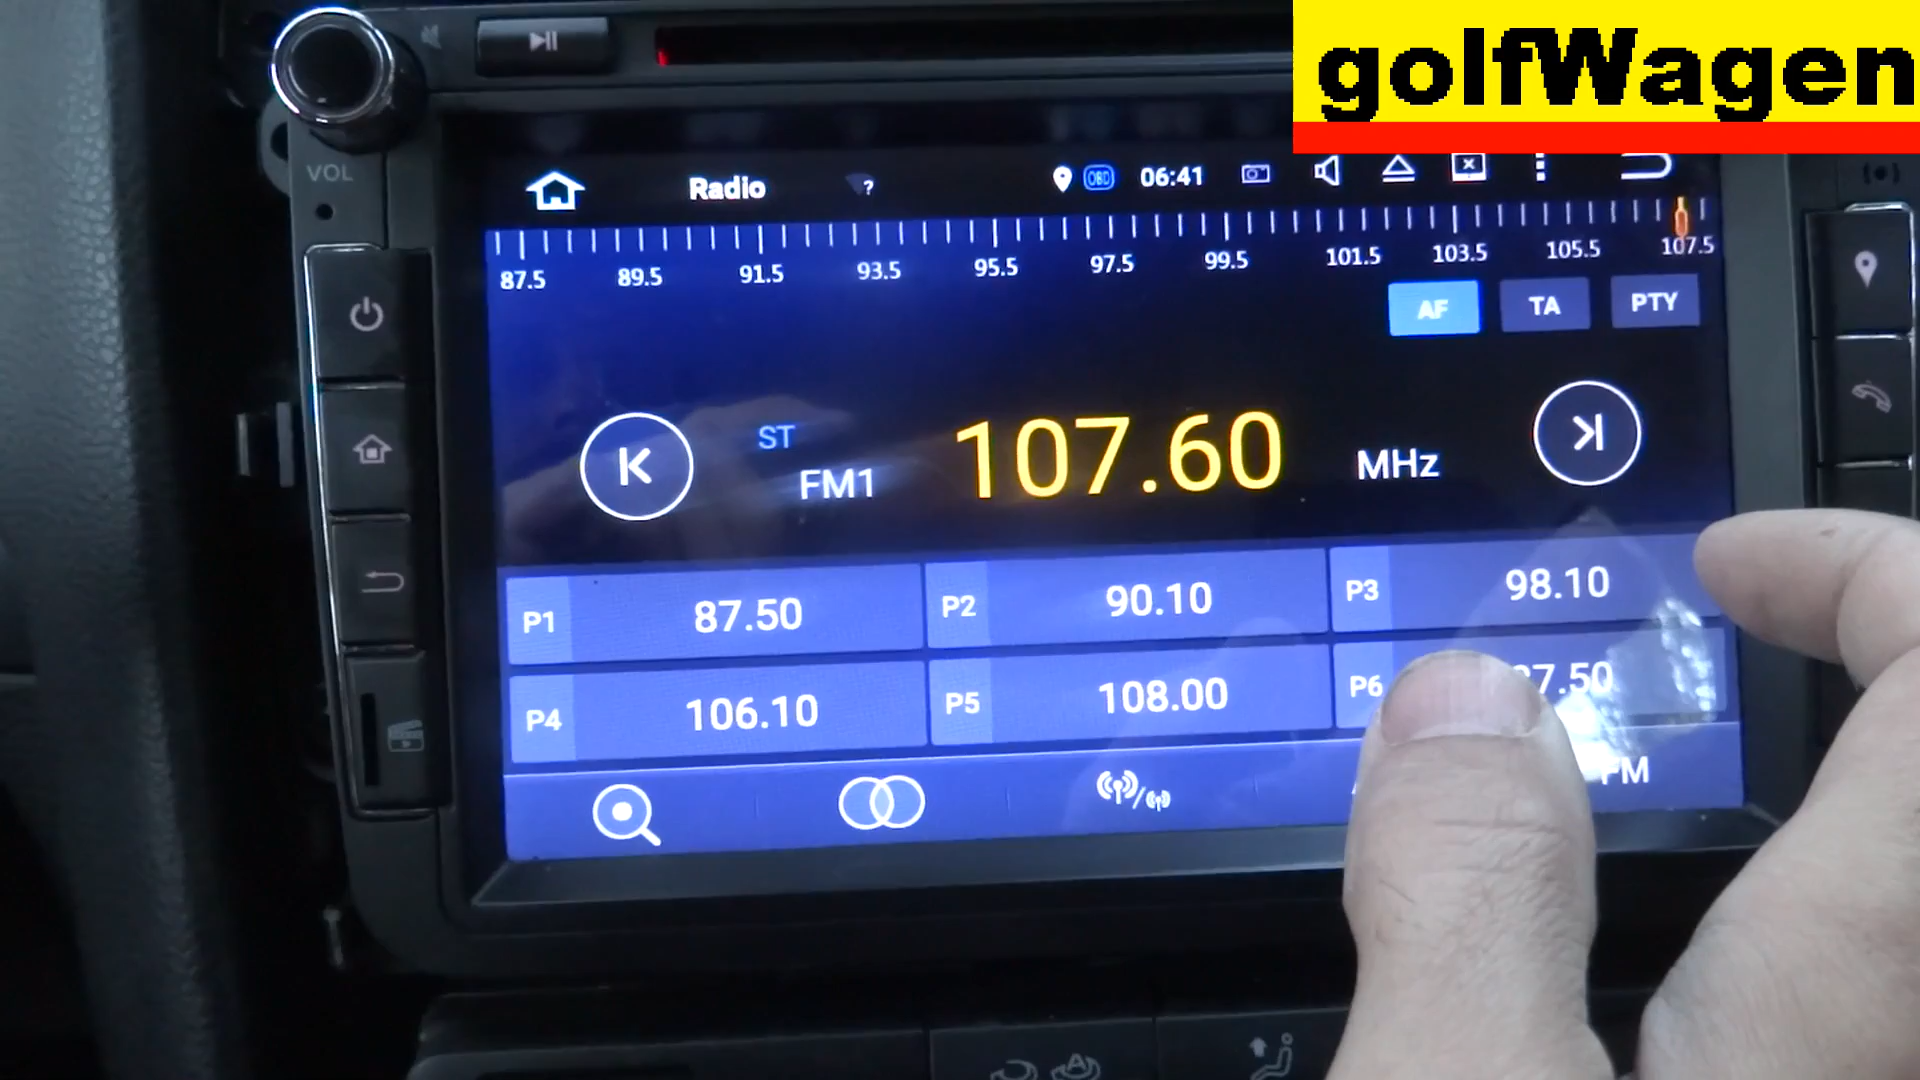 golfWagen
VOL
Radio ? OBD 06:41
87.5 89.5 91.5 93.5 95.5 97.5 99.5 101.5 103.5 105.5 107.5
AF TA PTY
ST
FM1 107.60 MHz
P1 87.50 P2 90.10 P3 98.10
P4 106.10 P5 108.00 P6 7.50
FM
A